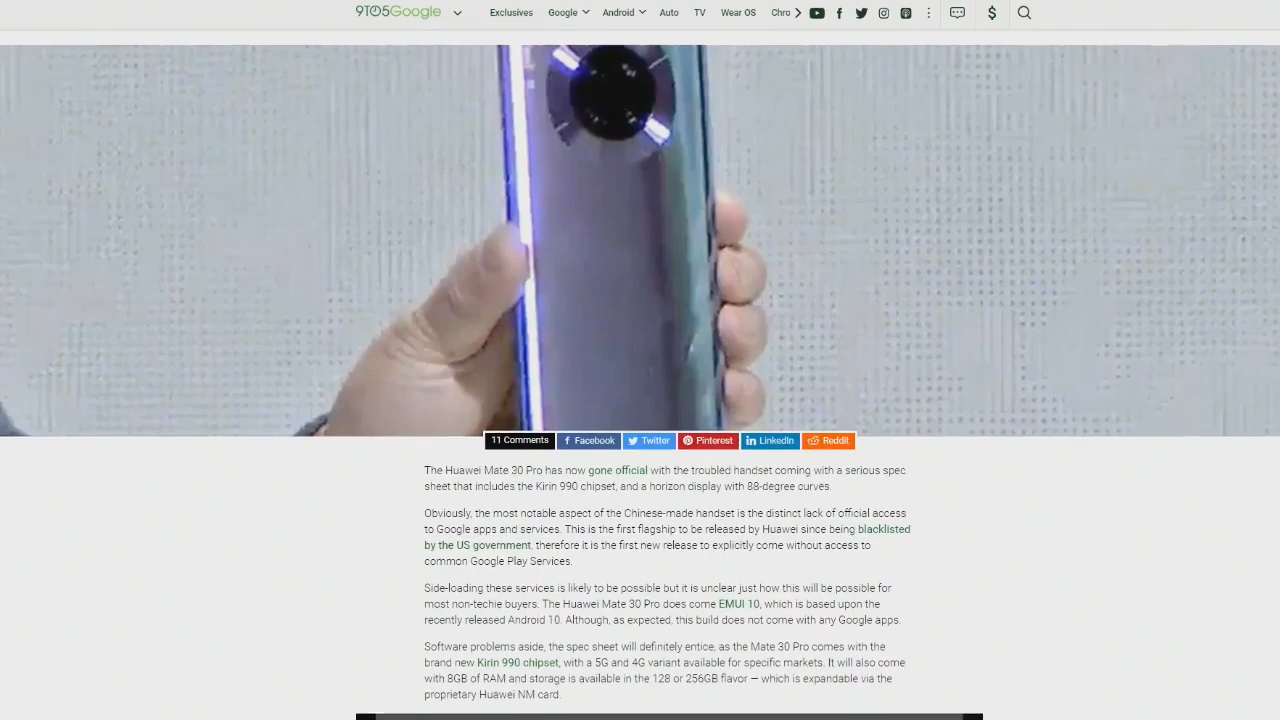 9TO5Google
Exclusives Google Android Auto TV Wear OS Chro
$
11 Comments Facebook Twitter Pinterest LinkedIn Reddit
The Huawei Mate 30 Pro has now gone official with the troubled handset coming with a serious spec
sheet that includes the Kirin 990 chipset, and a horizon display with 88-degree curves.
Obviously, the most notable aspect of the Chinese-made handset is the distinct lack of official access
to Google apps and services. This is the first flagship to be released by Huawei since being blacklisted
by the US government, therefore it is the first new release to explicitly come without access to
common Google Play Services.
Side-loading these services is likely to be possible but it is unclear just how this will be possible for
most non-techie buyers. The Huawei Mate 30 Pro does come EMUI 10, which is based upon the
recently released Android 10. Although, as expected, this build does not come with any Google apps.
Software problems aside, the spec sheet will definitely entice, as the Mate 30 Pro comes with the
brand new Kirin 990 chipset, with a 5G and 4G variant available for specific markets. It will also come
with 8GB of RAM and storage is available in the 128 or 256GB flavor — which is expandable via the
proprietary Huawei NM card.